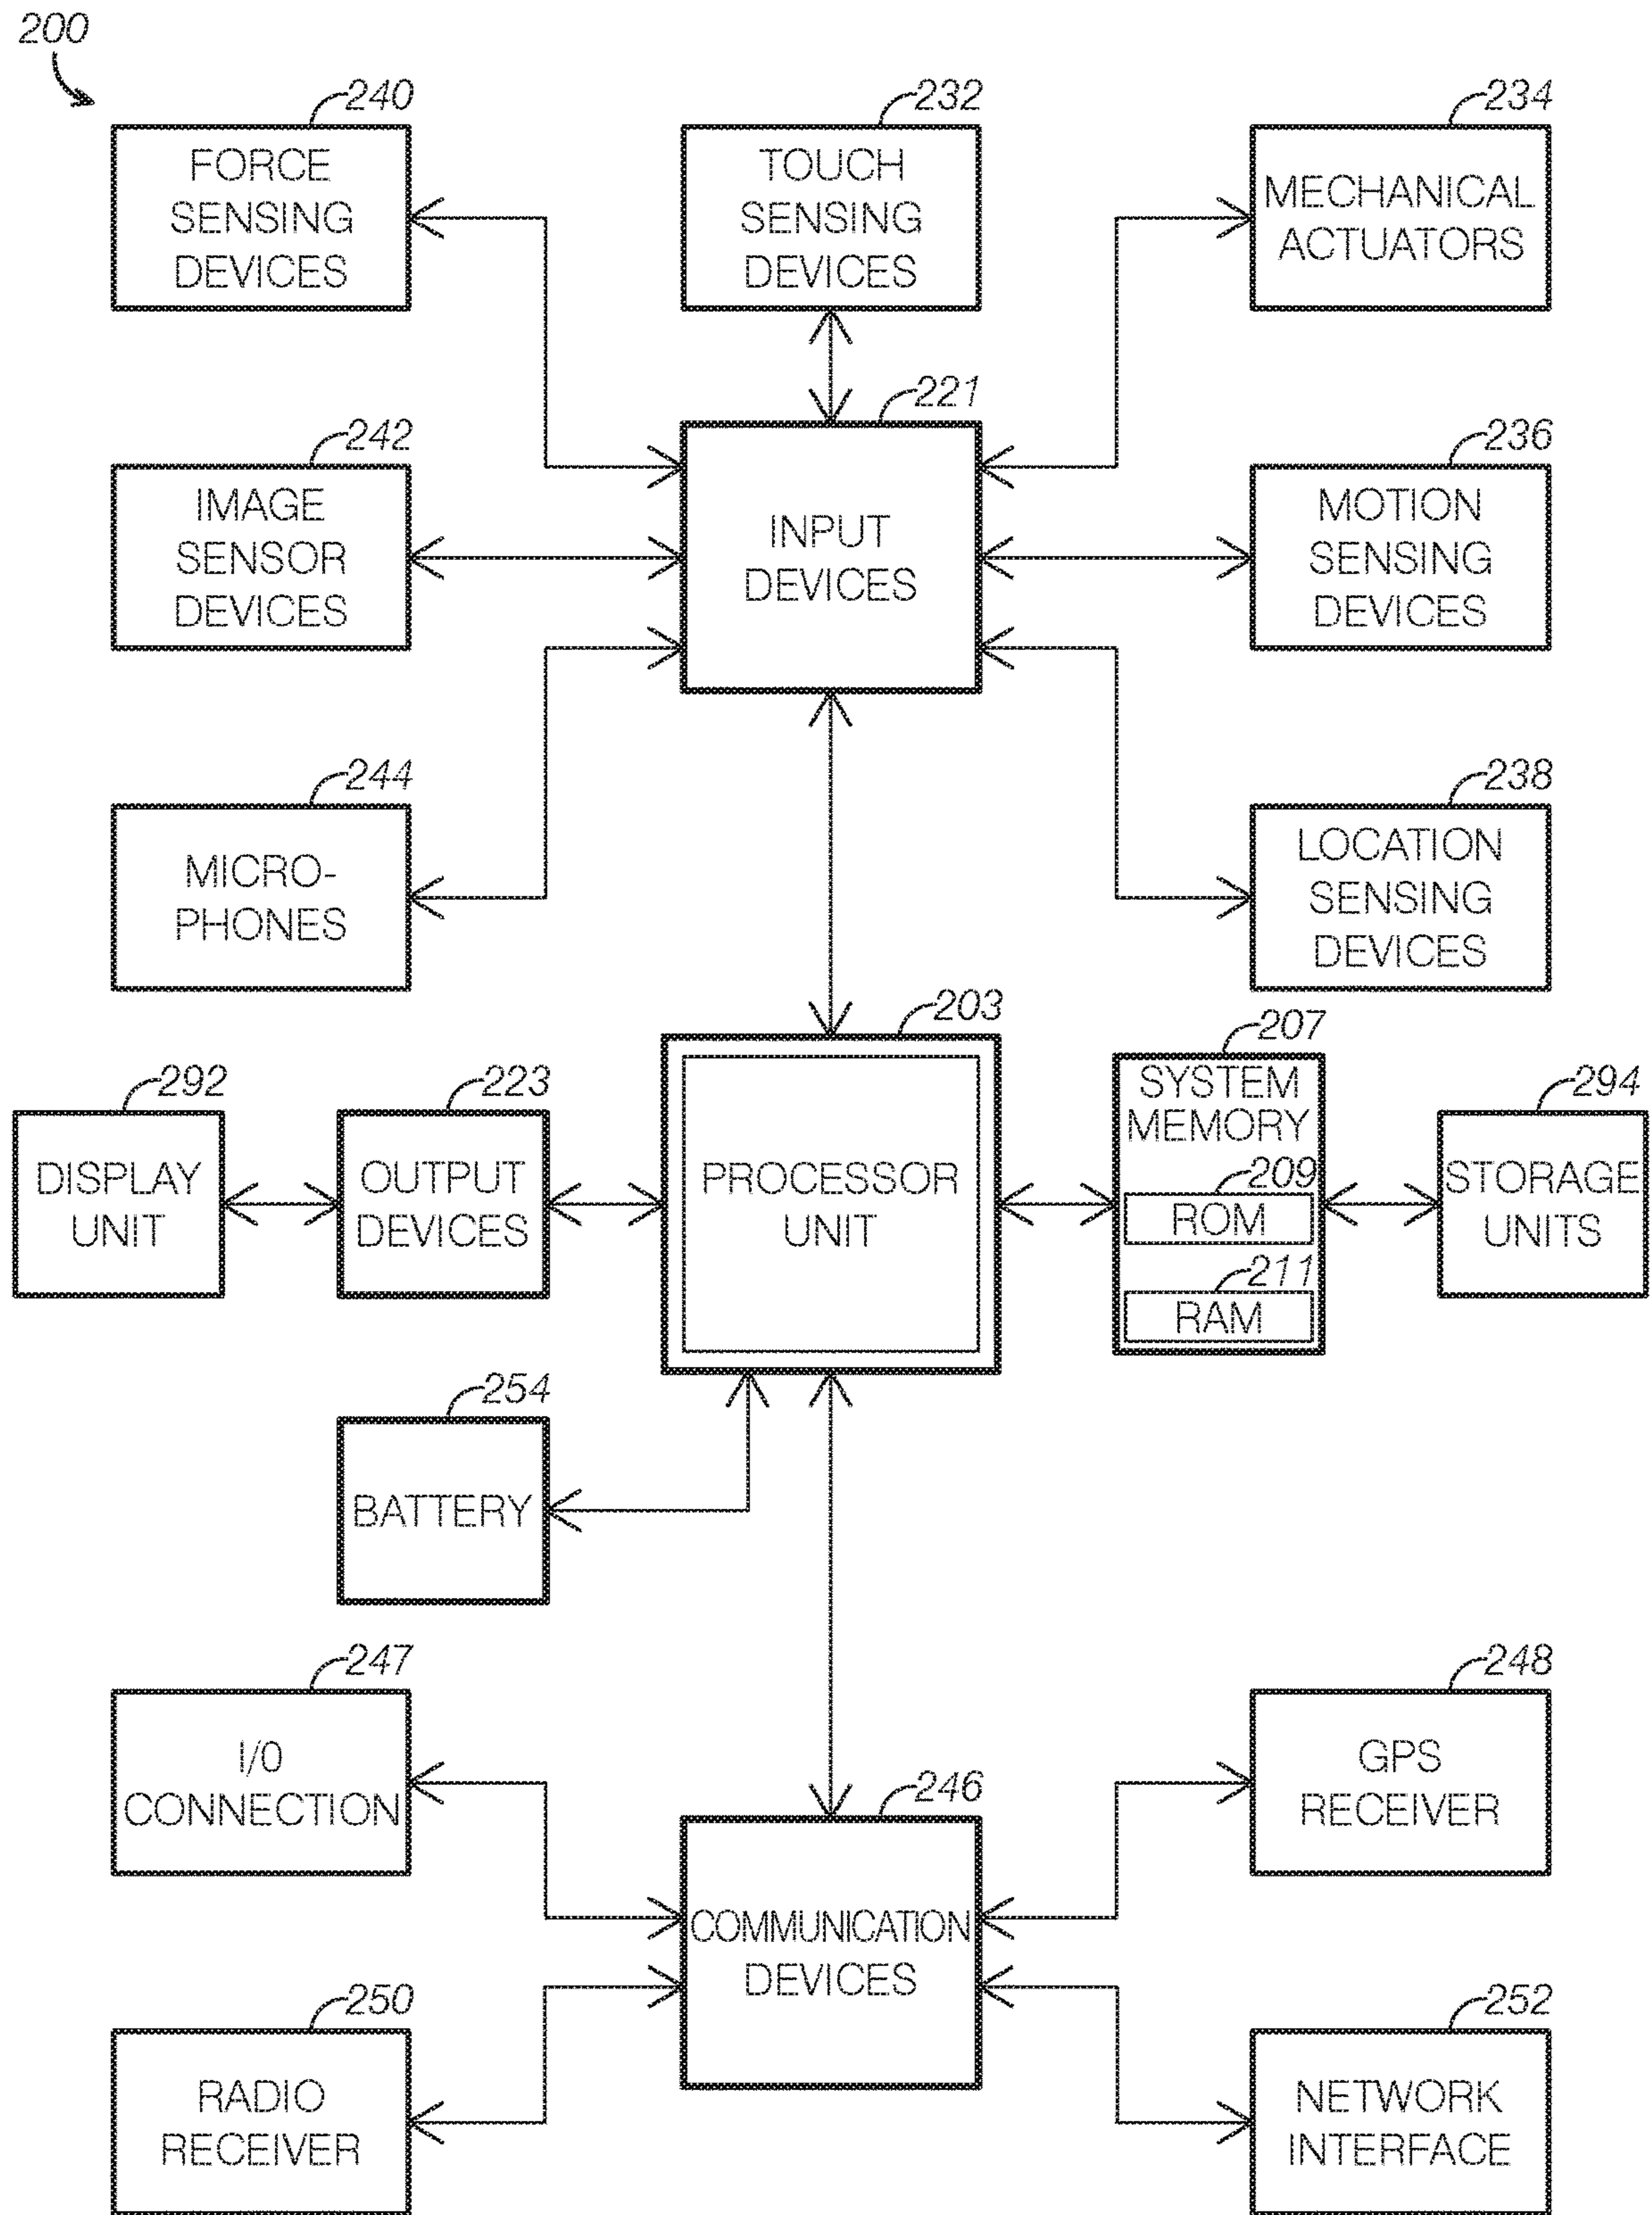 200
240
FORCE
SENSING
DEVICES
232
TOUCH
SENSING
DEVICES
234
MECHANICAL
ACTUATORS
221
INPUT
DEVICES
242
IMAGE
SENSOR
DEVICES
236
MOTION
SENSING
DEVICES
244
MICRO-
PHONES
238
LOCATION
SENSING
DEVICES
203
PROCESSOR
UNIT
207
SYSTEM
MEMORY
209
ROM
211
RAM
292
DISPLAY
UNIT
223
OUTPUT
DEVICES
294
STORAGE
UNITS
254
BATTERY
247
I/0
CONNECTION
248
GPS
RECEIVER
246
COMMUNICATION
DEVICES
250
RADIO
RECEIVER
252
NETWORK
INTERFACE